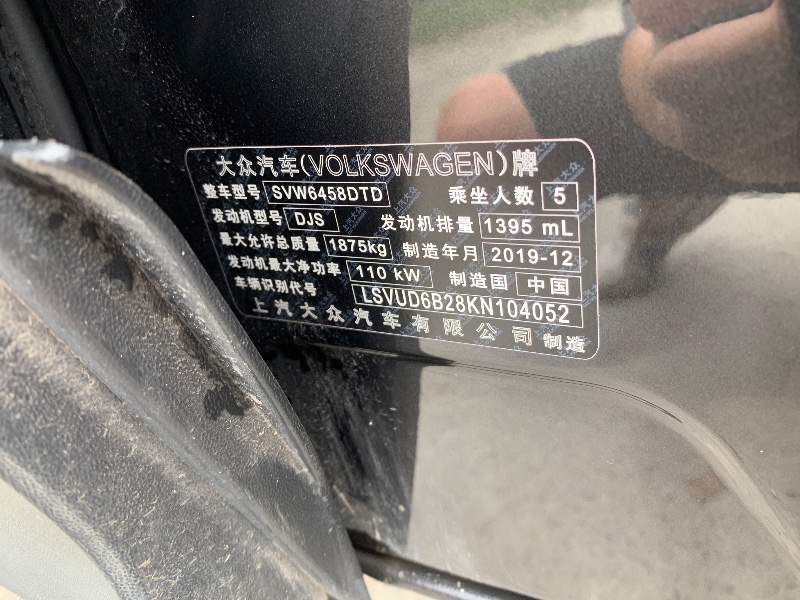 大众汽车(VOLKSWAGEN)牌
整车型号 SVW6458DTD 乘坐人数 5
发动机型号 DJS 发动机排量 1395 mL
最大允许总质量 1875kg 制造年月 2019-12
发动机最大净功率 110 kW 制造国 中国
车辆识别代号 LSVUD6B28KN104052
上汽大众汽车有限公司 制造